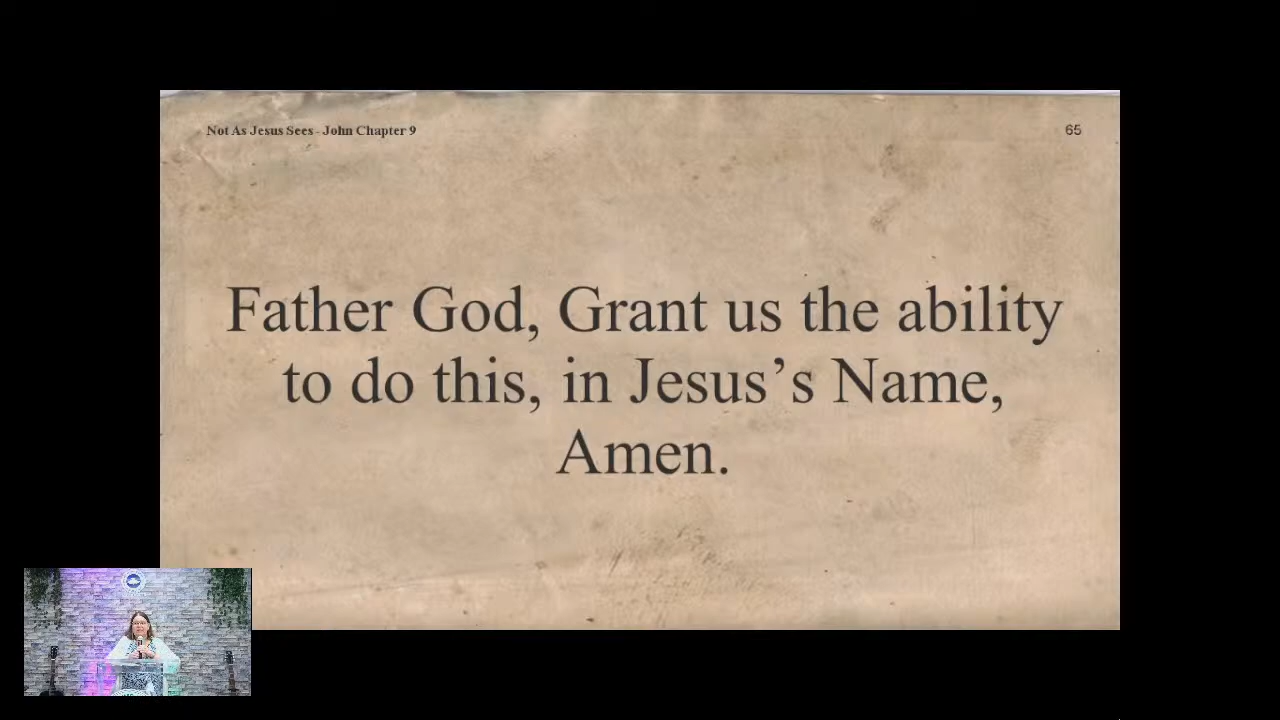 Not As Jesus Sees - John Chapter 9
65
Father God, Grant us the ability
to do this, in Jesus’s Name,
Amen.